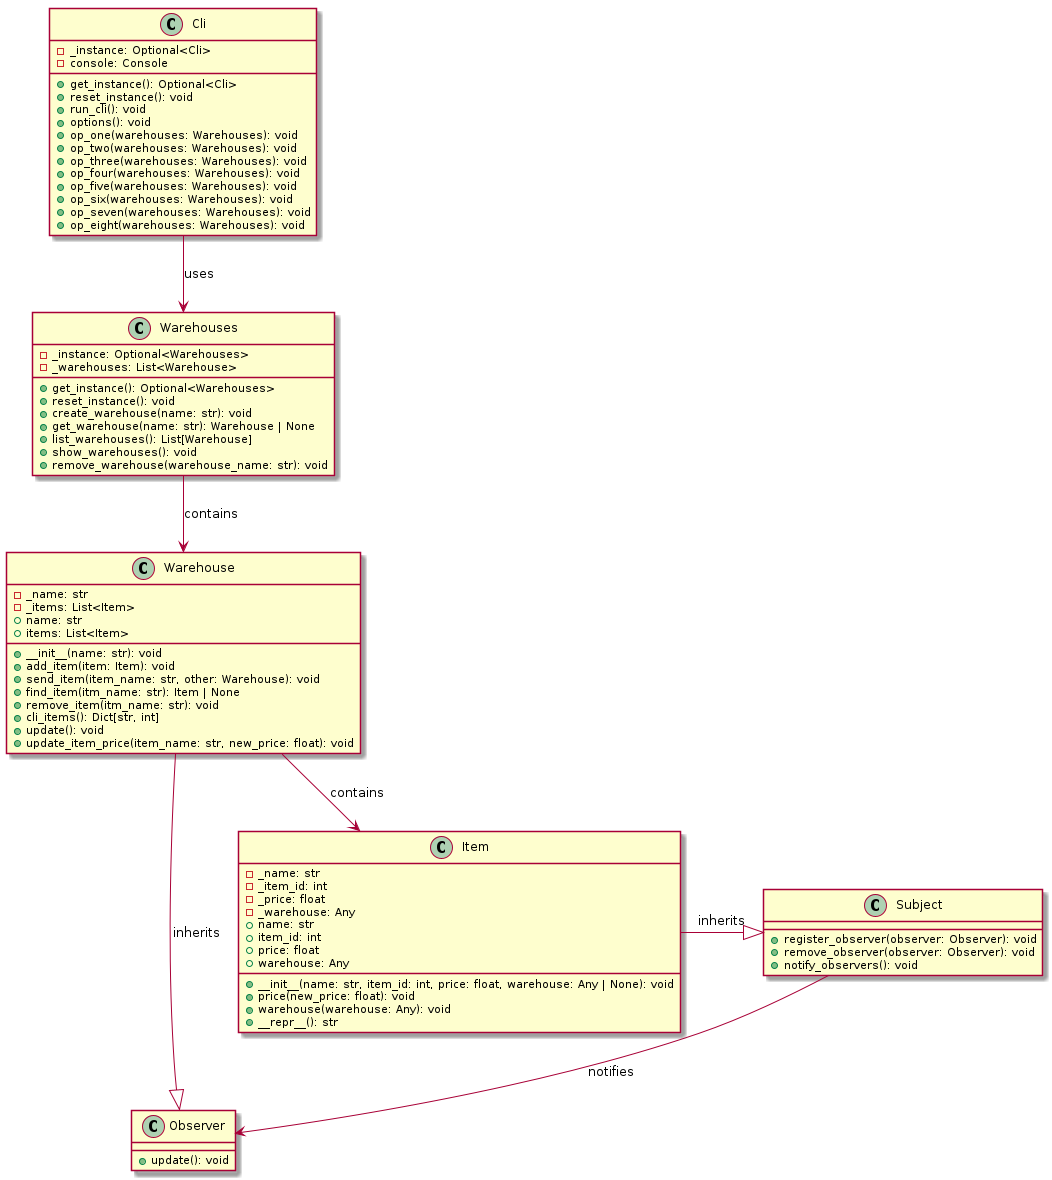 C Cli
_instance: Optional<Cli>
console: Console
get_instance(): Optional<Cli>
reset_instance(): void
run_cli(): void
options(): void
op_one(warehouses: Warehouses): void
op_two(warehouses: Warehouses): void
op_three(warehouses: Warehouses): void
op_four(warehouses: Warehouses): void
op_five(warehouses: Warehouses): void
op_six(warehouses: Warehouses): void
op_seven(warehouses: Warehouses): void
op_eight(warehouses: Warehouses): void
uses
C Warehouses
_instance: Optional<Warehouses>
_warehouses: List<Warehouse>
get_instance(): Optional<Warehouses>
reset_instance(): void
create_warehouse(name: str): void
get_warehouse(name: str): Warehouse | None
list_warehouses(): List[Warehouse]
show_warehouses(): void
remove_warehouse(warehouse_name: str): void
contains
C Warehouse
_name: str
_items: List<Item>
name: str
items: List<Item>
__init__(name: str): void
add_item(item: Item): void
send_item(item_name: str, other: Warehouse): void
find_item(itm_name: str): Item | None
remove_item(itm_name: str): void
cli_items(): Dict[str, int]
update(): void
update_item_price(item_name: str, new_price: float): void
contains
C Item
_name: str
_item_id: int
_price: float
_warehouse: Any
name: str
item_id: int
price: float
warehouse: Any
__init__(name: str, item_id: int, price: float, warehouse: Any | None): void
price(new_price: float): void
warehouse(warehouse: Any): void
__repr__(): str
inherits
C Subject
register_observer(observer: Observer): void
remove_observer(observer: Observer): void
notify_observers(): void
inherits
notifies
C Observer
update(): void